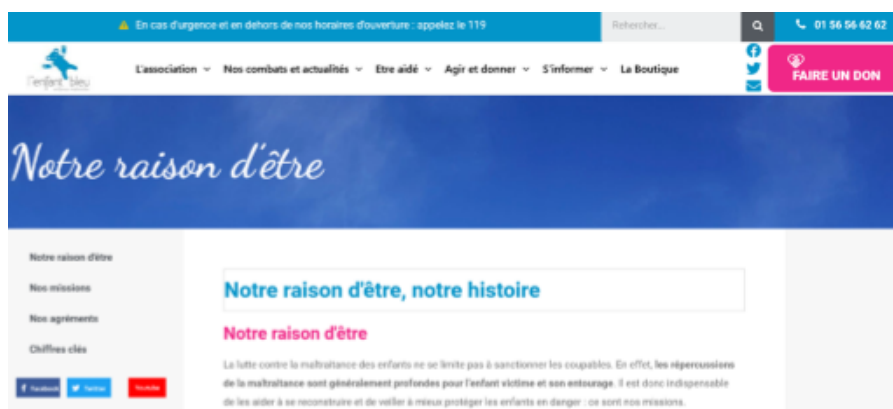 En cas d'urgence et en dehors de nos horaires d'ouverture : appelez le 119
Rechercher...
01 56 56 62 62
l'enfant bleu
L'association
Nos combats et actualités
Etre aidé
Agir et donner
S'informer
La Boutique
FAIRE UN DON
Notre raison d'être
Notre raison d'être
Nos missions
Nos agréments
Chiffres clés
Facebook
Twitter
Youtube
Notre raison d'être, notre histoire
Notre raison d'être
La lutte contre la maltraitance des enfants ne se limite pas à sanctionner les coupables. En effet, les répercussions
de la maltraitance sont généralement profondes pour l'enfant victime et son entourage. Il est donc indispensable
de les aider à se reconstruire et de veiller à mieux protéger les enfants en danger : ce sont nos missions.